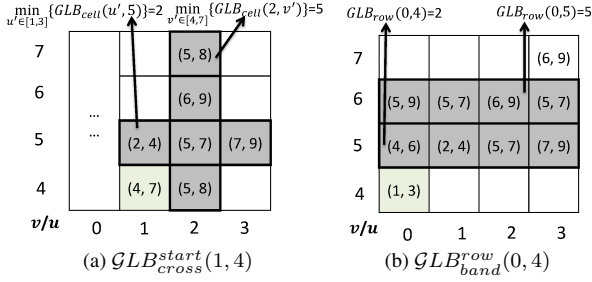 min u'∈[1,3] {GLB_cell(u',5)}=2 min v'∈[4,7] {GLB_cell(2,v')}=5
GLB_row(0,4)=2 GLB_row(0,5)=5
7 (5, 8)
6 (6, 9)
...
...
5 (2, 4) (5, 7) (7, 9)
4 (4, 7) (5, 8)
v/u 0 1 2 3
(a) 𝒢LB^start_cross(1, 4)
7 (6, 9)
6 (5, 9) (5, 7) (6, 9) (5, 7)
5 (4, 6) (2, 4) (5, 7) (7, 9)
4 (1, 3)
v/u 0 1 2 3
(b) 𝒢LB^row_band(0, 4)